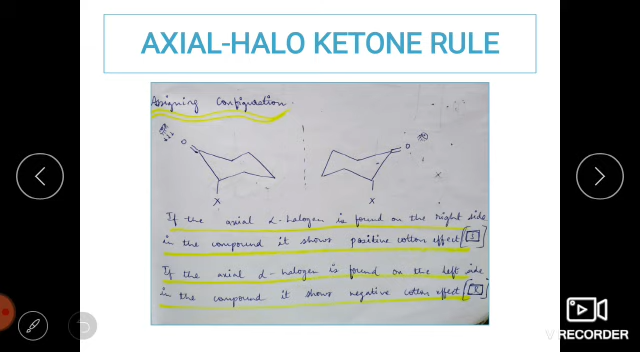 AXIAL-HALO KETONE RULE
Assigning Configuration.
O
O
X
X
If the axial α-halogen is found on the right side
in the compound it shows positive cotton effect [I]
If the axial α-halogen is found on the left side
in the compound it shows negative cotton effect
V RECORDER